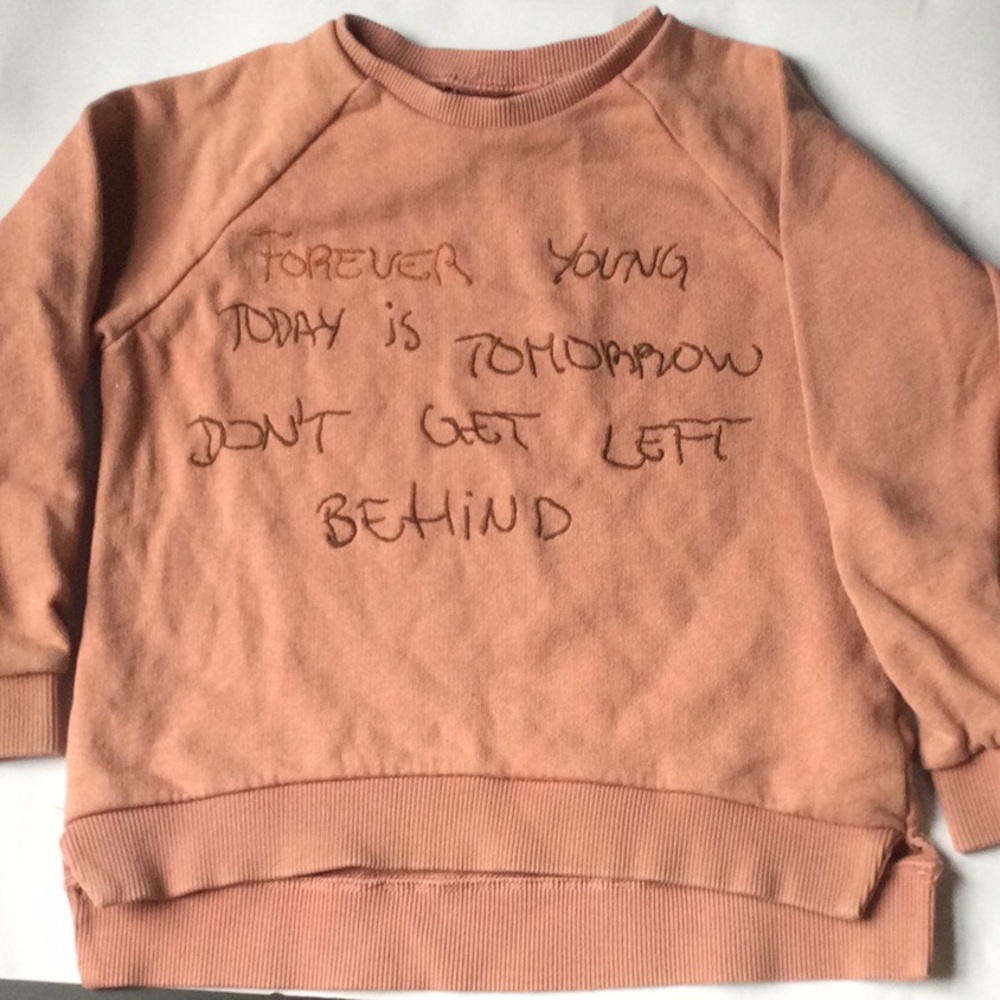 FOREVER YOUNG
TODAY iS TOMORROW
DON'T GET LEFT
BEHiND